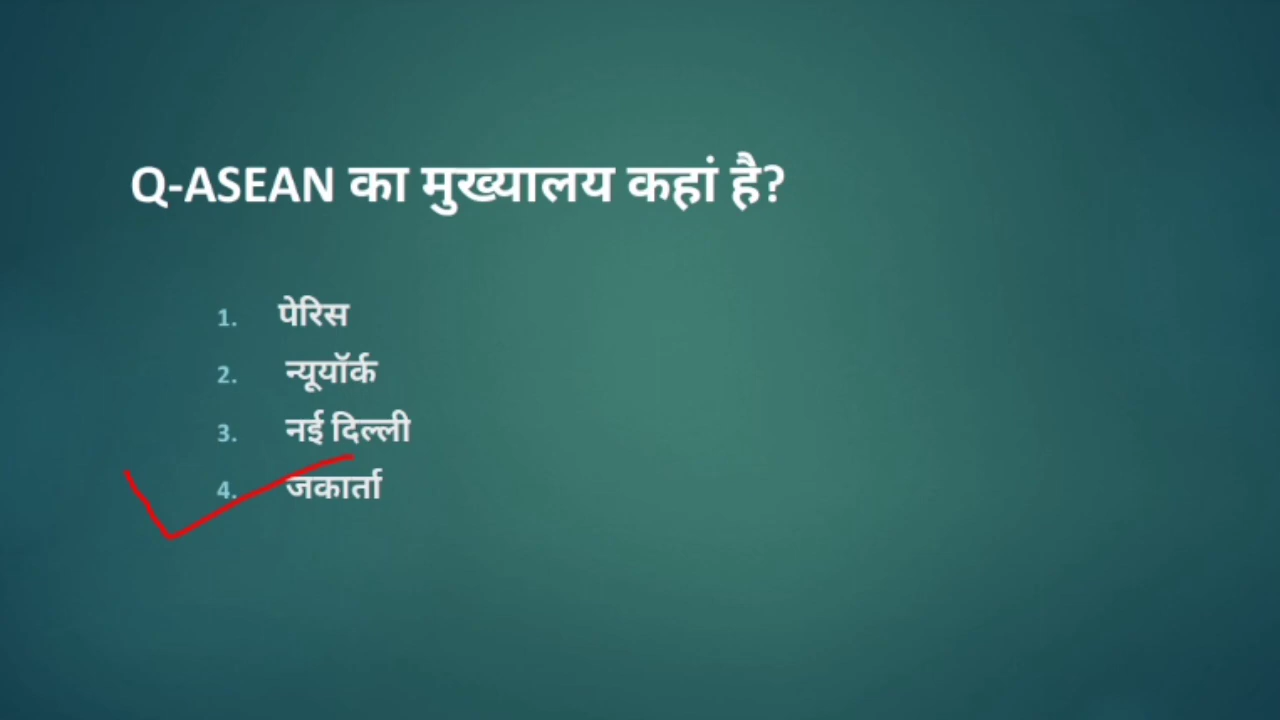 Q-ASEAN का मुख्यालय कहां है?
1. पेरिस
2. न्यूयॉर्क
3. नई दिल्ली
4. जकार्ता